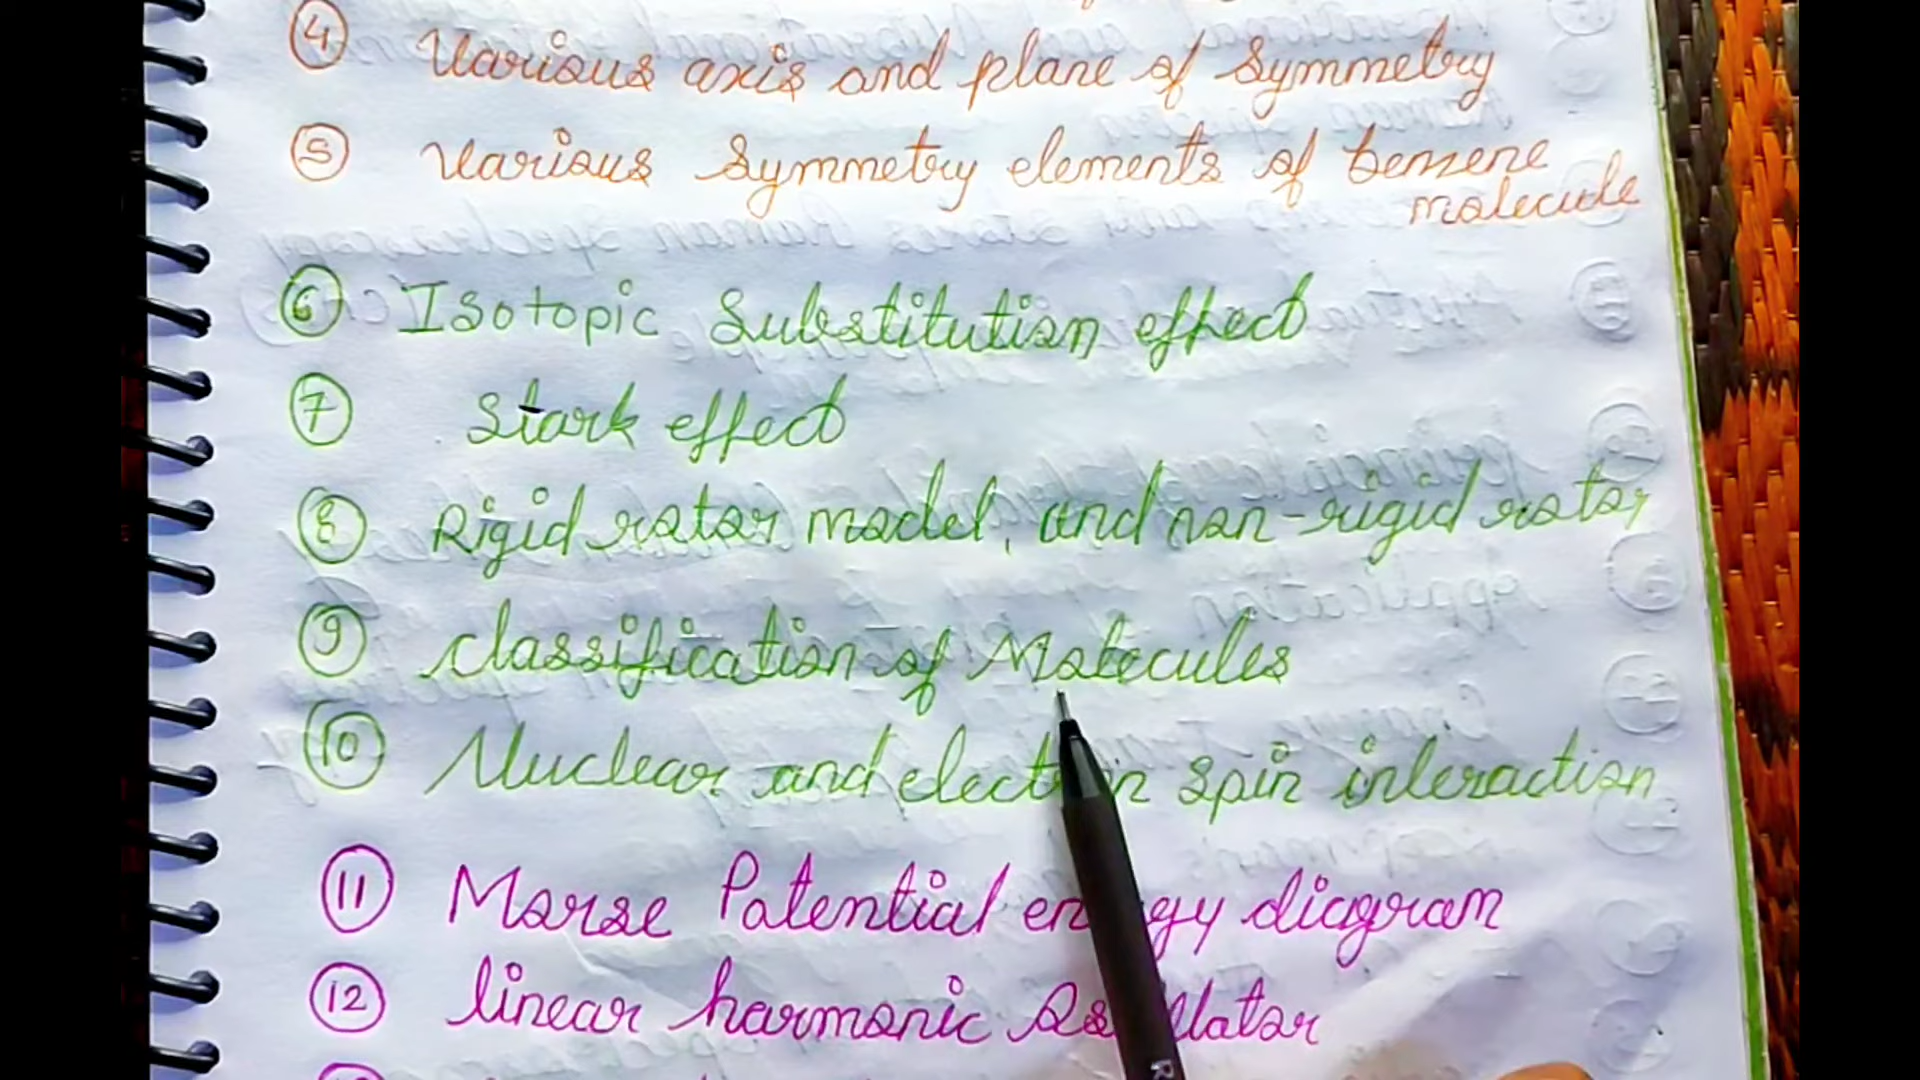 4 Various axis and plane of Symmetry
5 Various Symmetry elements of benzene
molecule
6 Isotopic Substitution effect
7 Stark effect
8 Rigid rotor model, and non-rigid rotor
9 Classification of Molecules
10 Nuclear and electron Spin interaction
11 Morse Potential energy diagram
12 linear harmonic Oscillator